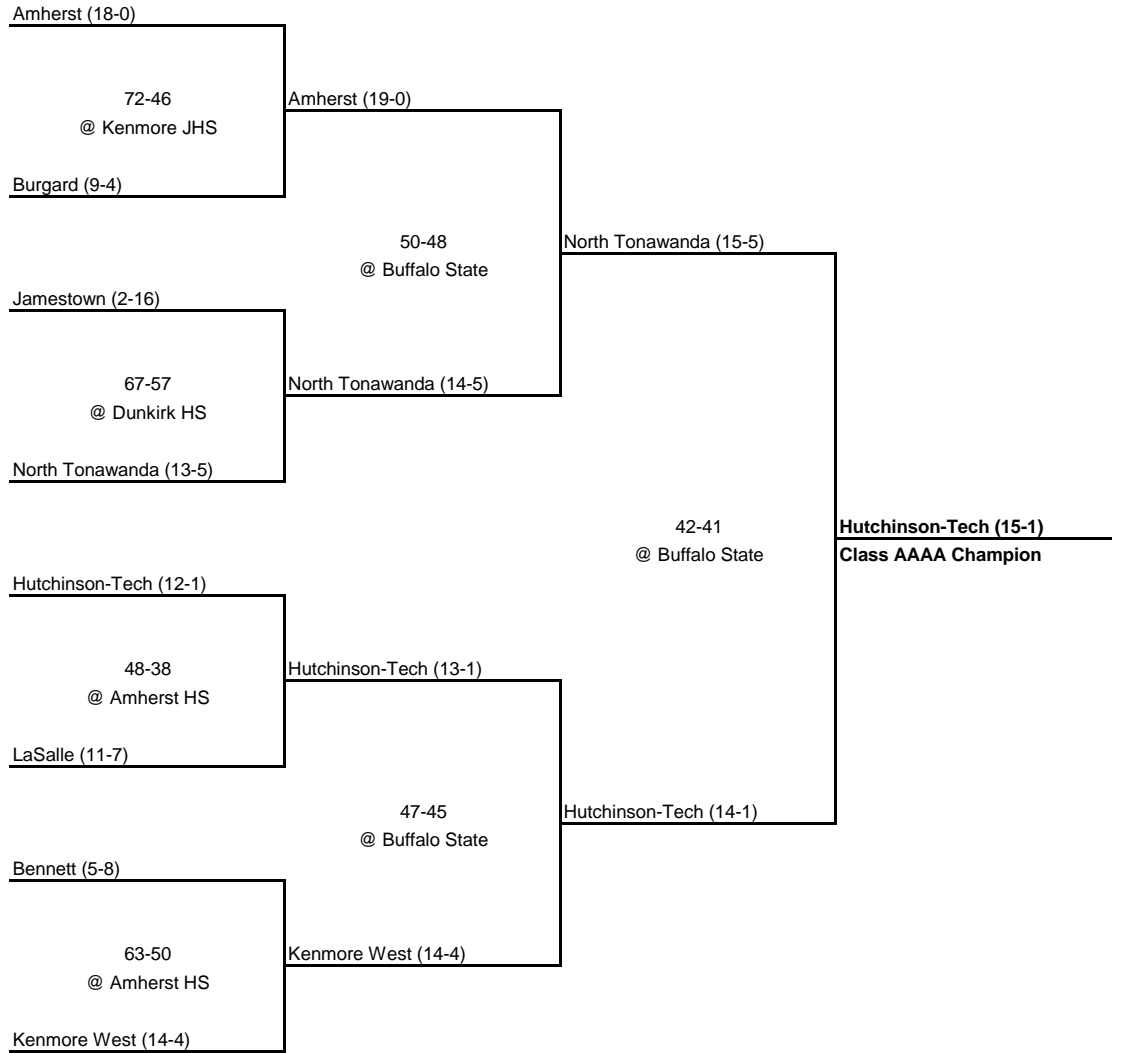 Amherst (18-0)
72-46
@ Kenmore JHS
Amherst (19-0)
Burgard (9-4)
50-48
@ Buffalo State
North Tonawanda (15-5)
Jamestown (2-16)
67-57
@ Dunkirk HS
North Tonawanda (14-5)
North Tonawanda (13-5)
42-41
@ Buffalo State
Hutchinson-Tech (15-1)
Class AAAA Champion
Hutchinson-Tech (12-1)
48-38
@ Amherst HS
Hutchinson-Tech (13-1)
LaSalle (11-7)
47-45
@ Buffalo State
Hutchinson-Tech (14-1)
Bennett (5-8)
63-50
@ Amherst HS
Kenmore West (14-4)
Kenmore West (14-4)